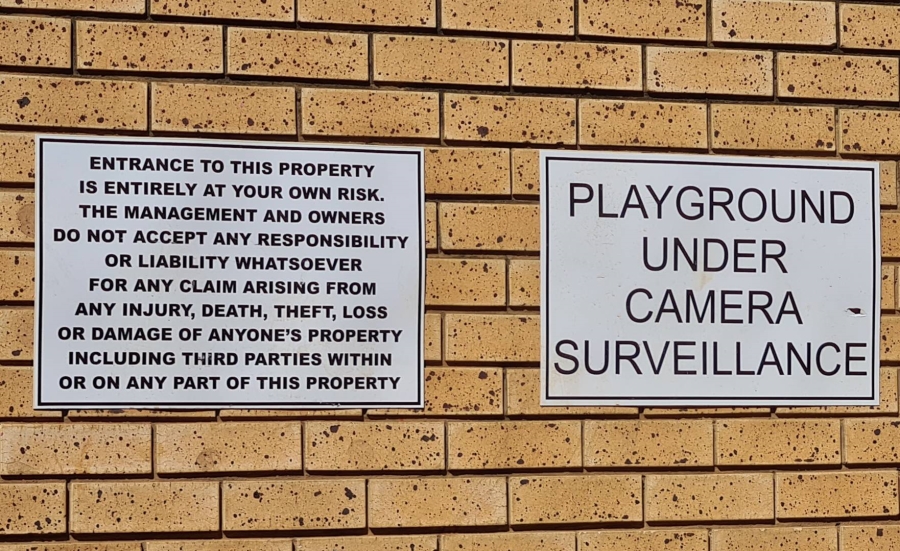 ENTRANCE TO THIS PROPERTY
IS ENTIRELY AT YOUR OWN RISK.
THE MANAGEMENT AND OWNERS
DO NOT ACCEPT ANY RESPONSIBILITY
OR LIABILITY WHATSOEVER
FOR ANY CLAIM ARISING FROM
ANY INJURY, DEATH, THEFT, LOSS
OR DAMAGE OF ANYONE'S PROPERTY
INCLUDING THIRD PARTIES WITHIN
OR ON ANY PART OF THIS PROPERTY
PLAYGROUND
UNDER
CAMERA
SURVEILLANCE